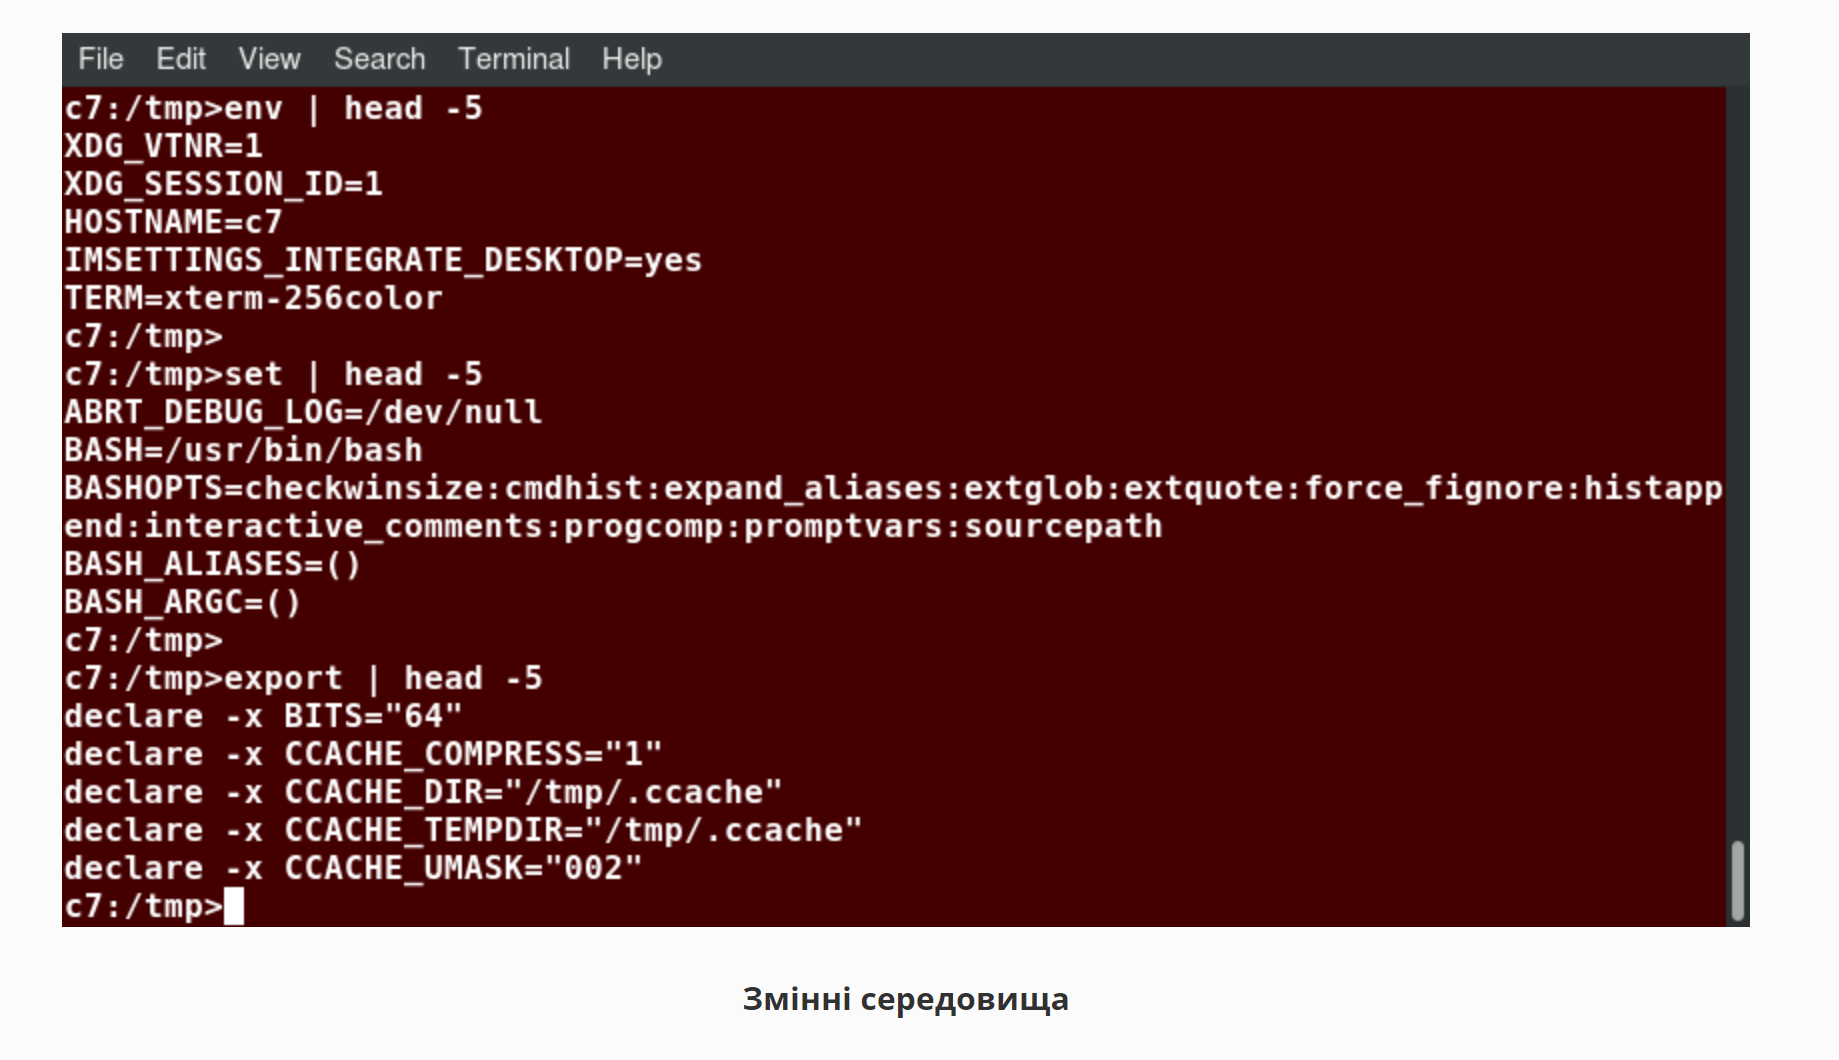 File Edit View Search Terminal Help
c7:/tmp>env | head -5
XDG_VTNR=1
XDG_SESSION_ID=1
HOSTNAME=c7
IMSETTINGS_INTEGRATE_DESKTOP=yes
TERM=xterm-256color
c7:/tmp>
c7:/tmp>set | head -5
ABRT_DEBUG_LOG=/dev/null
BASH=/usr/bin/bash
BASHOPTS=checkwinsize:cmdhist:expand_aliases:extglob:extquote:force_fignore:histapp
end:interactive_comments:progcomp:promptvars:sourcepath
BASH_ALIASES=()
BASH_ARGC=()
c7:/tmp>
c7:/tmp>export | head -5
declare -x BITS="64"
declare -x CCACHE_COMPRESS="1"
declare -x CCACHE_DIR="/tmp/.ccache"
declare -x CCACHE_TEMPDIR="/tmp/.ccache"
declare -x CCACHE_UMASK="002"
c7:/tmp>
Змінні середовища